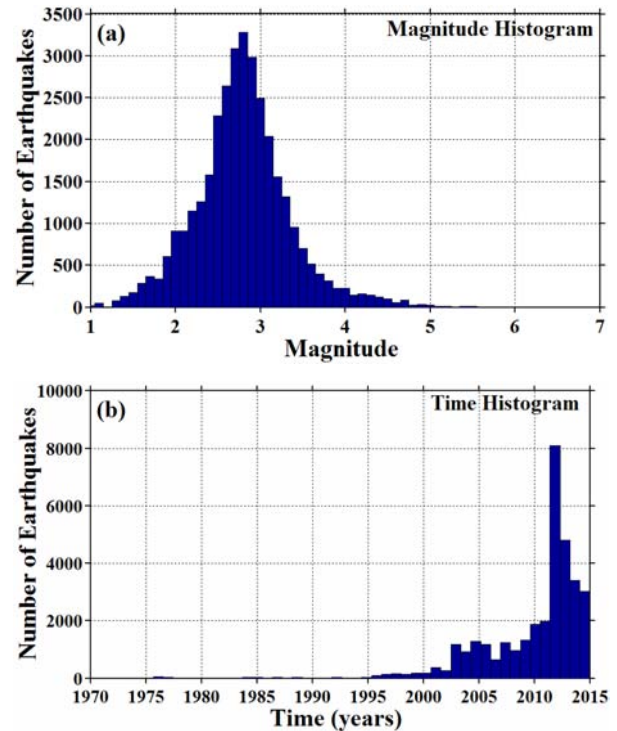 3500
(a)
Magnitude Histogram
3000
2500
2000
1500
1000
500
0
Number of Earthquakes
1 2 3 4 5 6 7
Magnitude
10000
(b)
Time Histogram
8000
6000
4000
2000
0
Number of Earthquakes
1970 1975 1980 1985 1990 1995 2000 2005 2012 2015
Time (years)